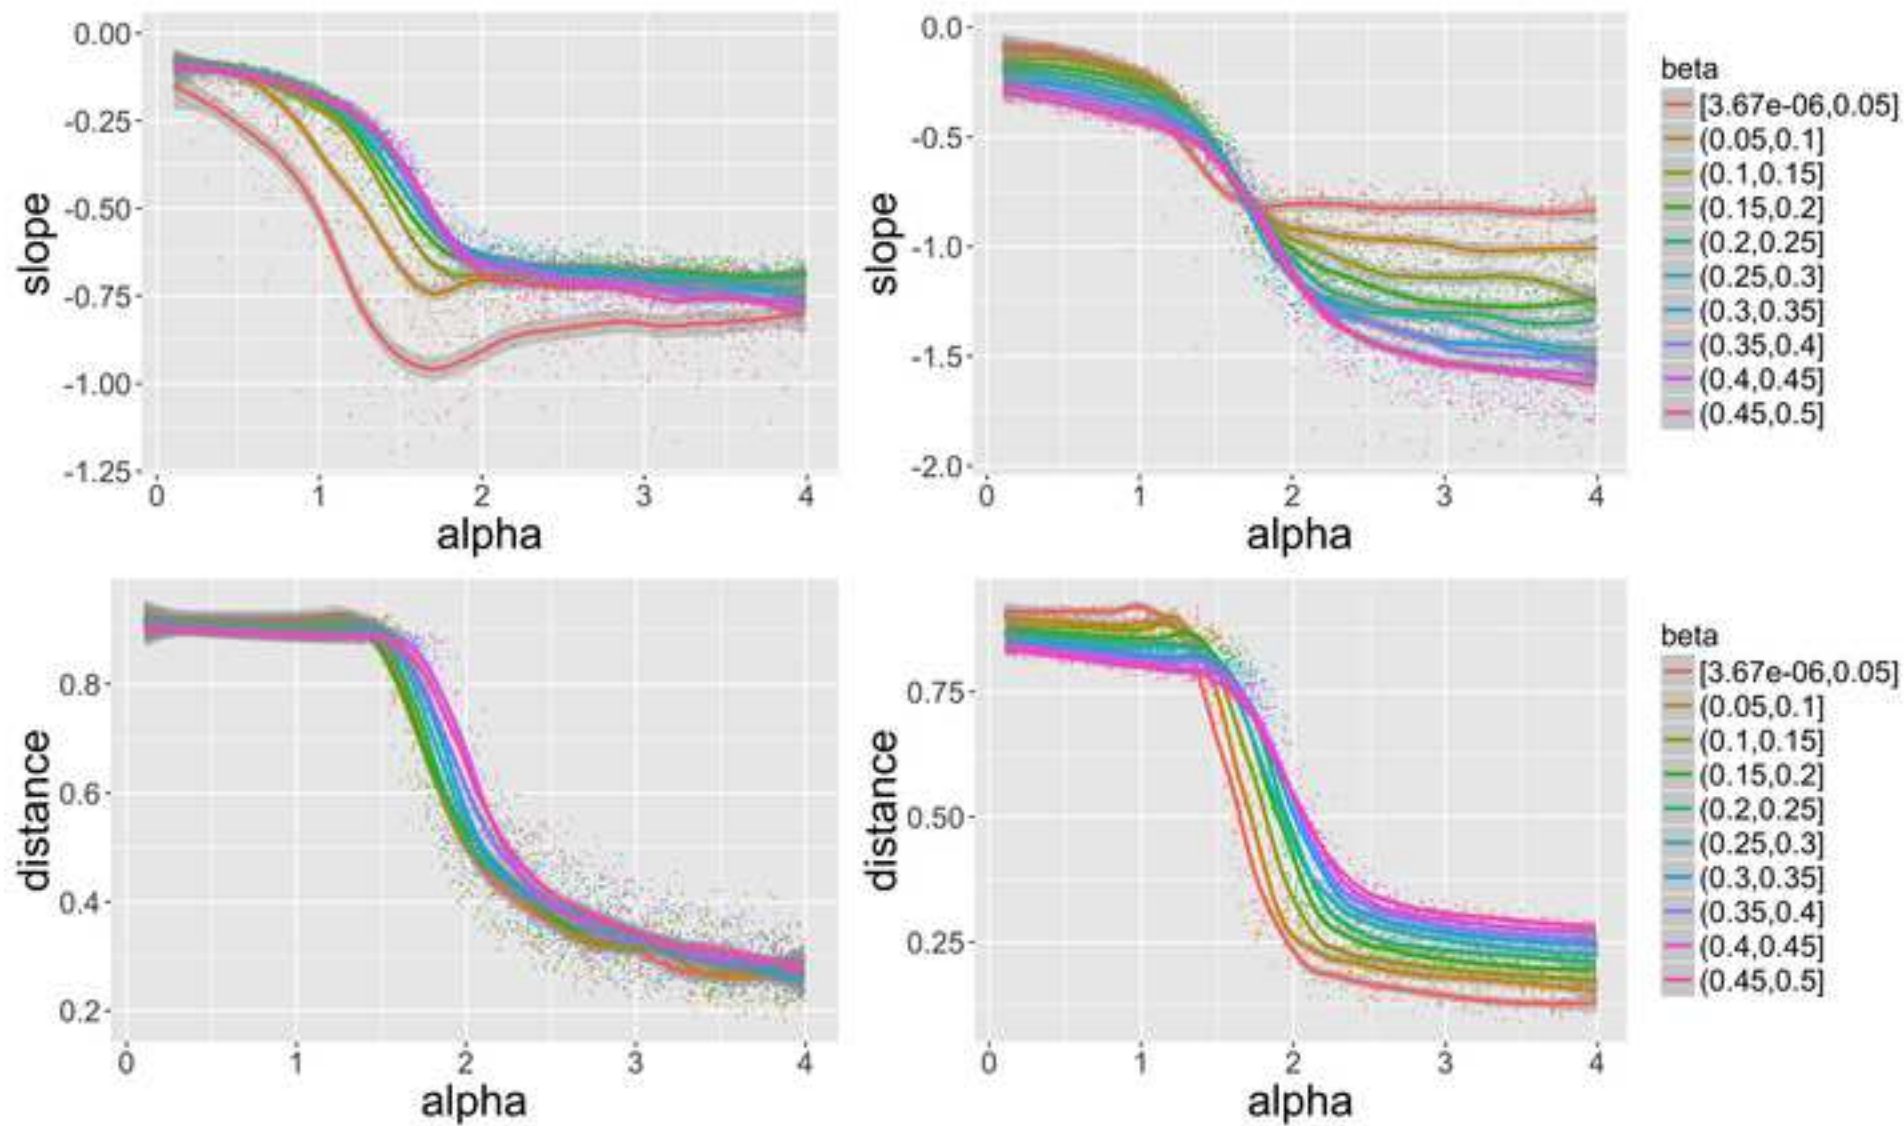 0.00
-0.25
-0.50
-0.75
-1.00
-1.25
slope
0 1 2 3 4
alpha
0.0
-0.5
-1.0
-1.5
-2.0
slope
0 1 2 3 4
alpha
beta
[3.67e-06,0.05]
(0.05,0.1]
(0.1,0.15]
(0.15,0.2]
(0.2,0.25]
(0.25,0.3]
(0.3,0.35]
(0.35,0.4]
(0.4,0.45]
(0.45,0.5]
0.8
0.6
0.4
0.2
distance
0 1 2 3 4
alpha
0.75
0.50
0.25
distance
0 1 2 3 4
alpha
beta
[3.67e-06,0.05]
(0.05,0.1]
(0.1,0.15]
(0.15,0.2]
(0.2,0.25]
(0.25,0.3]
(0.3,0.35]
(0.35,0.4]
(0.4,0.45]
(0.45,0.5]